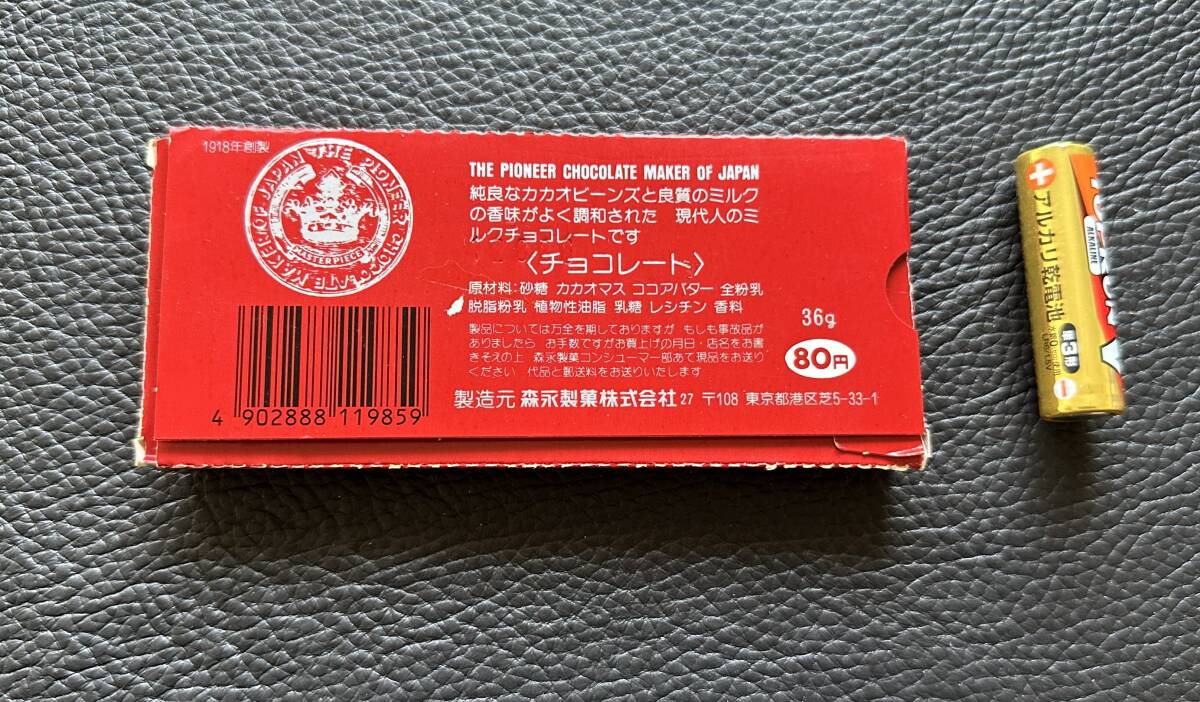 1918年創製
THE PIONEER CHOCOLATE MAKER OF JAPAN
MASTERPIECE
THE PIONEER CHOCOLATE MAKER OF JAPAN
純良なカカオビーンズと良質のミルク
の香味がよく調和された 現代人のミ
ルクチョコレートです
〈チョコレート〉
原材料:砂糖 カカオマス ココアバター 全粉乳
脱脂粉乳 植物性油脂 乳糖 レシチン 香料
製品については万全を期しておりますが もしも事故品が
ありましたら お手数ですがお買上げの月日・店名をお書
きそえの上 森永製菓コンシューマー部あて現品をお送り
ください 代品と郵送料をお送りいたします
36g
80円
製造元 森永製菓株式会社 27 〒108 東京都港区芝5-33-1
4 902888 119859
アルカリ乾電池
ALKALINE
単3形